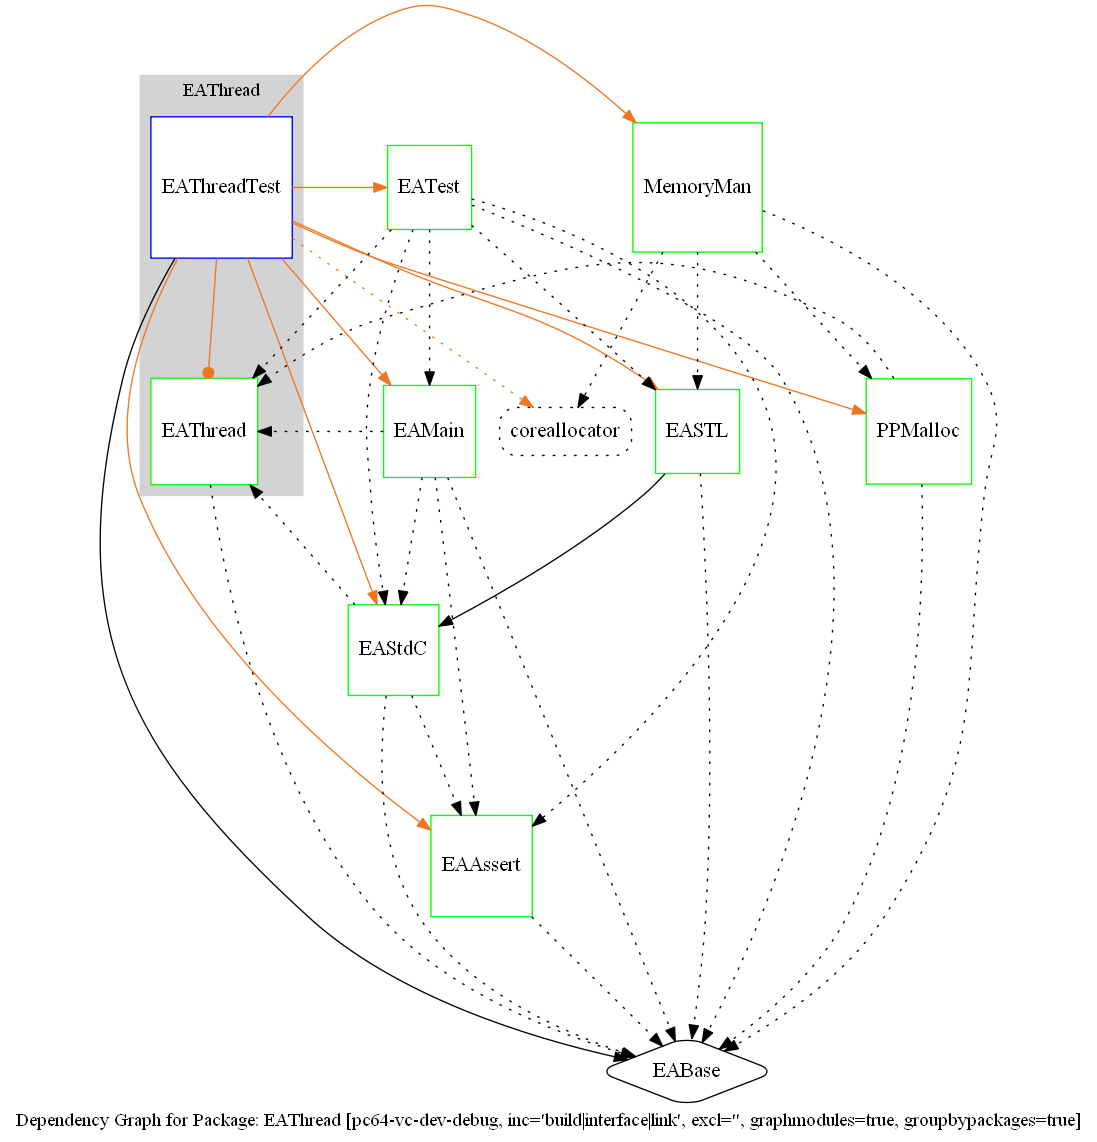 EAThread
EAThreadTest
EATest
MemoryMan
EAThread
EAMain
coreallocator
EASTL
PPMalloc
EAStdC
EAAssert
EABase
Dependency Graph for Package: EAThread [pc64-vc-dev-debug, inc='build|interface|link', excl='', graphmodules=true, groupbypackages=true]